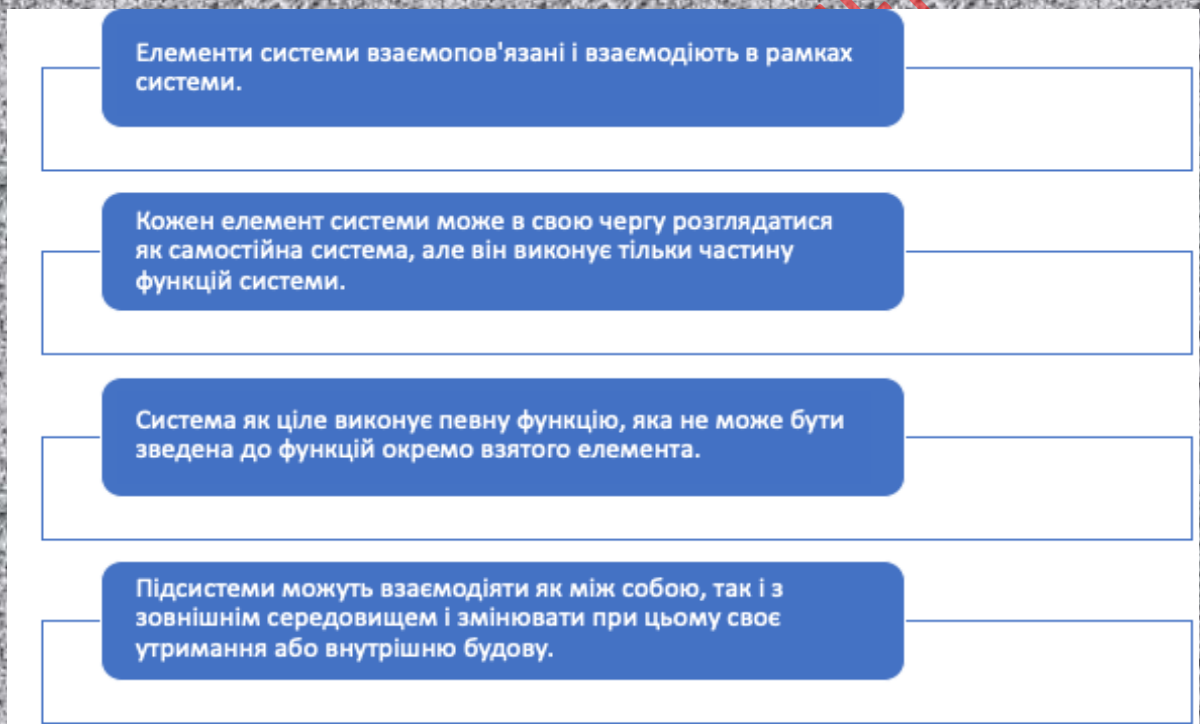 Елементи системи взаємопов'язані і взаємодіють в рамках
системи.
Кожен елемент системи може в свою чергу розглядатися
як самостійна система, але він виконує тільки частину
функцій системи.
Система як ціле виконує певну функцію, яка не може бути
зведена до функцій окремо взятого елемента.
Підсистеми можуть взаємодіяти як між собою, так і з
зовнішнім середовищем і змінювати при цьому своє
утримання або внутрішню будову.